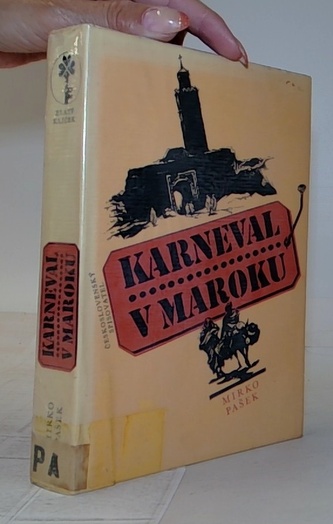 KARNEVAL
V MAROKU
MIRKO
PAŠEK
ČESKOSLOVENSKÝ
SPISOVATEL
KARNEVAL
V MAROKU
MIRKO
PAŠEK
PA